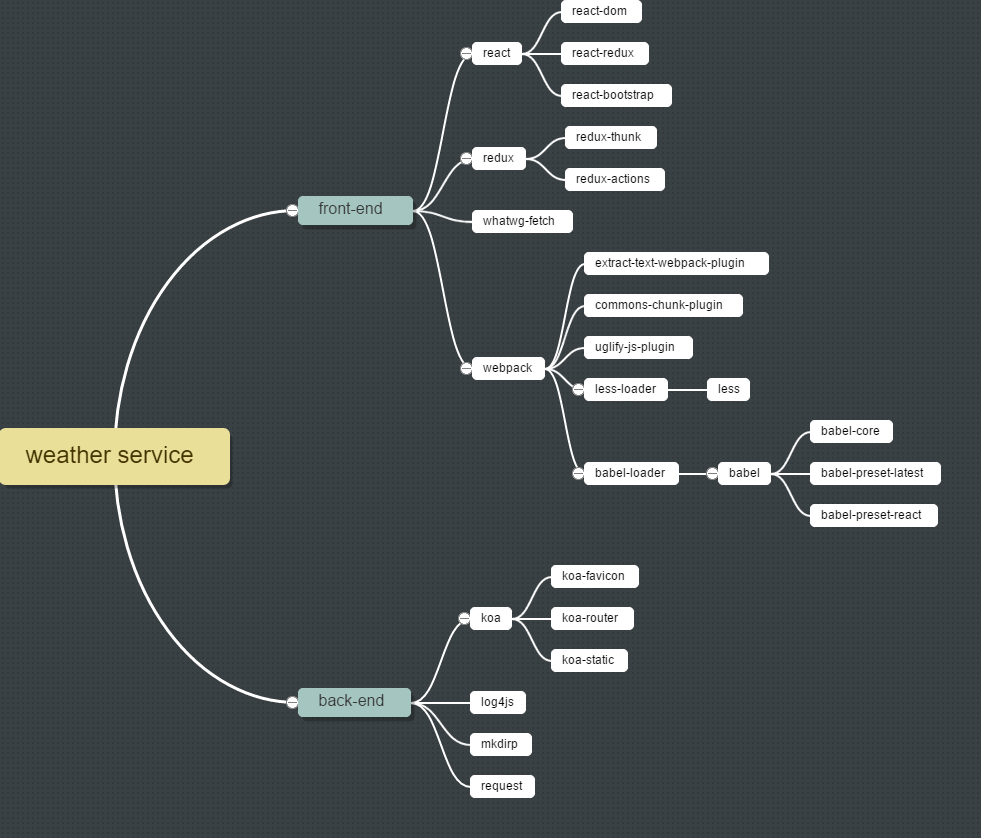 weather service
front-end
react
react-dom
react-redux
react-bootstrap
redux
redux-thunk
redux-actions
whatwg-fetch
webpack
extract-text-webpack-plugin
commons-chunk-plugin
uglify-js-plugin
less-loader
less
babel-loader
babel
babel-core
babel-preset-latest
babel-preset-react
back-end
koa
koa-favicon
koa-router
koa-static
log4js
mkdirp
request